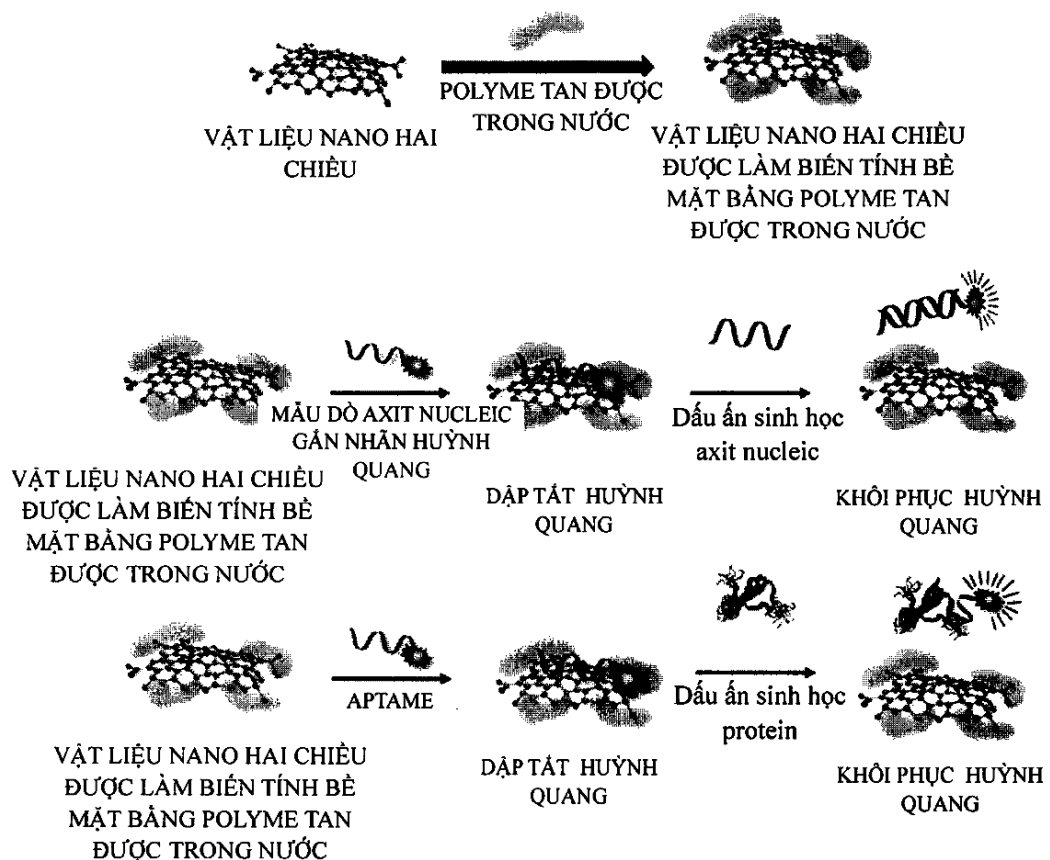 POLYME TAN ĐƯỢC
TRONG NƯỚC
VẬT LIỆU NANO HAI
CHIỀU
VẬT LIỆU NANO HAI CHIỀU
ĐƯỢC LÀM BIẾN TÍNH BỀ
MẶT BẰNG POLYME TAN
ĐƯỢC TRONG NƯỚC
MẪU DÒ AXIT NUCLEIC
GẮN NHÃN HUỲNH
QUANG
Dấu ấn sinh học
axit nucleic
VẬT LIỆU NANO HAI CHIỀU
ĐƯỢC LÀM BIẾN TÍNH BỀ
MẶT BẰNG POLYME TAN
ĐƯỢC TRONG NƯỚC
DẬP TẮT HUỲNH
QUANG
KHÔI PHỤC HUỲNH
QUANG
APTAME
Dấu ấn sinh học
protein
VẬT LIỆU NANO HAI CHIỀU
ĐƯỢC LÀM BIẾN TÍNH BỀ
MẶT BẰNG POLYME TAN
ĐƯỢC TRONG NƯỚC
DẬP TẮT HUỲNH
QUANG
KHÔI PHỤC HUỲNH
QUANG